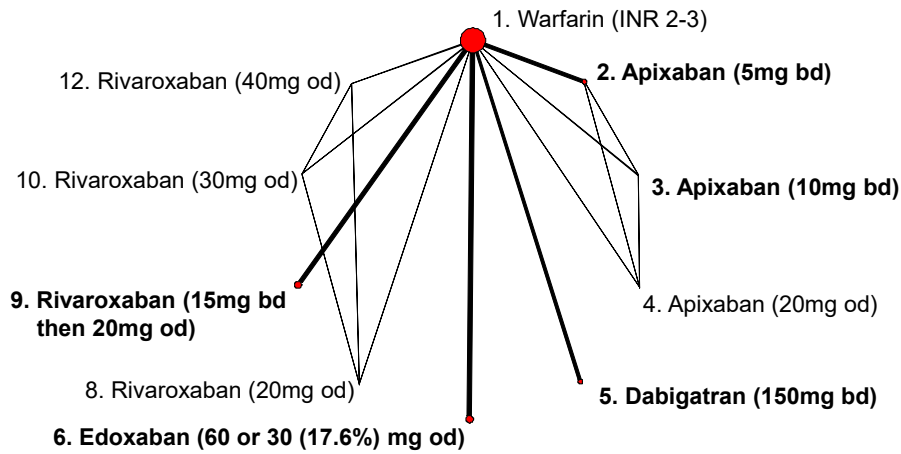 1. Warfarin (INR 2-3)
12. Rivaroxaban (40mg od)
2. Apixaban (5mg bd)
10. Rivaroxaban (30mg od)
3. Apixaban (10mg bd)
9. Rivaroxaban (15mg bd
then 20mg od)
4. Apixaban (20mg od)
8. Rivaroxaban (20mg od)
5. Dabigatran (150mg bd)
6. Edoxaban (60 or 30 (17.6%) mg od)